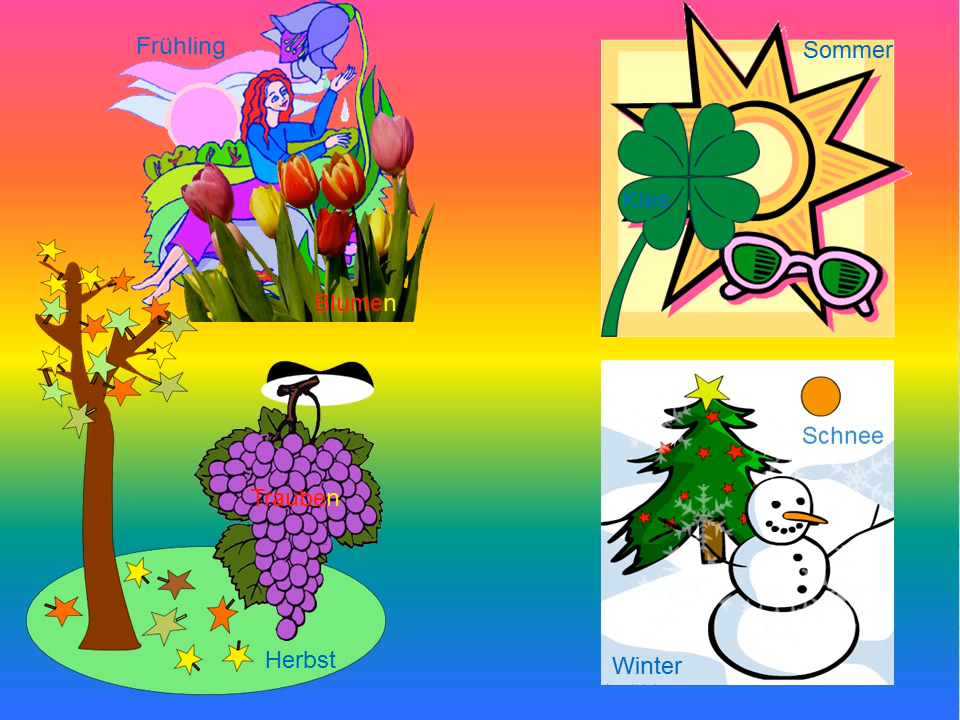 Frühling
Blumen
Sommer
Klee
Trauben
Herbst
Schnee
Winter